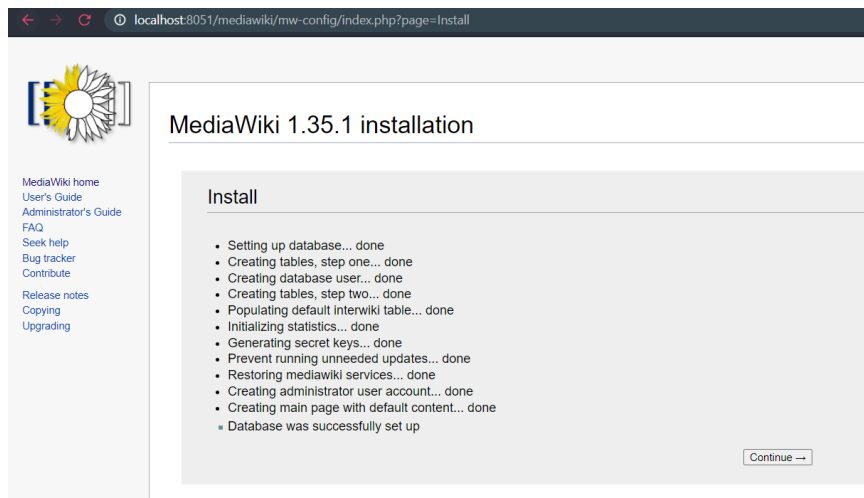 localhost:8051/mediawiki/mw-config/index.php?page=Install
MediaWiki 1.35.1 installation
MediaWiki home
User's Guide
Administrator's Guide
FAQ
Seek help
Bug tracker
Contribute
Release notes
Copying
Upgrading
Install
Setting up database... done
Creating tables, step one... done
Creating database user... done
Creating tables, step two... done
Populating default interwiki table... done
Initializing statistics... done
Generating secret keys... done
Prevent running unneeded updates... done
Restoring mediawiki services... done
Creating administrator user account... done
Creating main page with default content... done
Database was successfully set up
Continue →